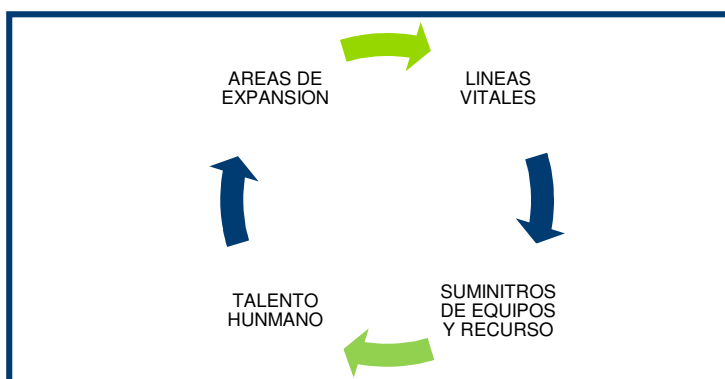 AREAS DE
EXPANSION
LINEAS
VITALES
SUMINITROS
DE EQUIPOS
Y RECURSO
TALENTO
HUNMANO